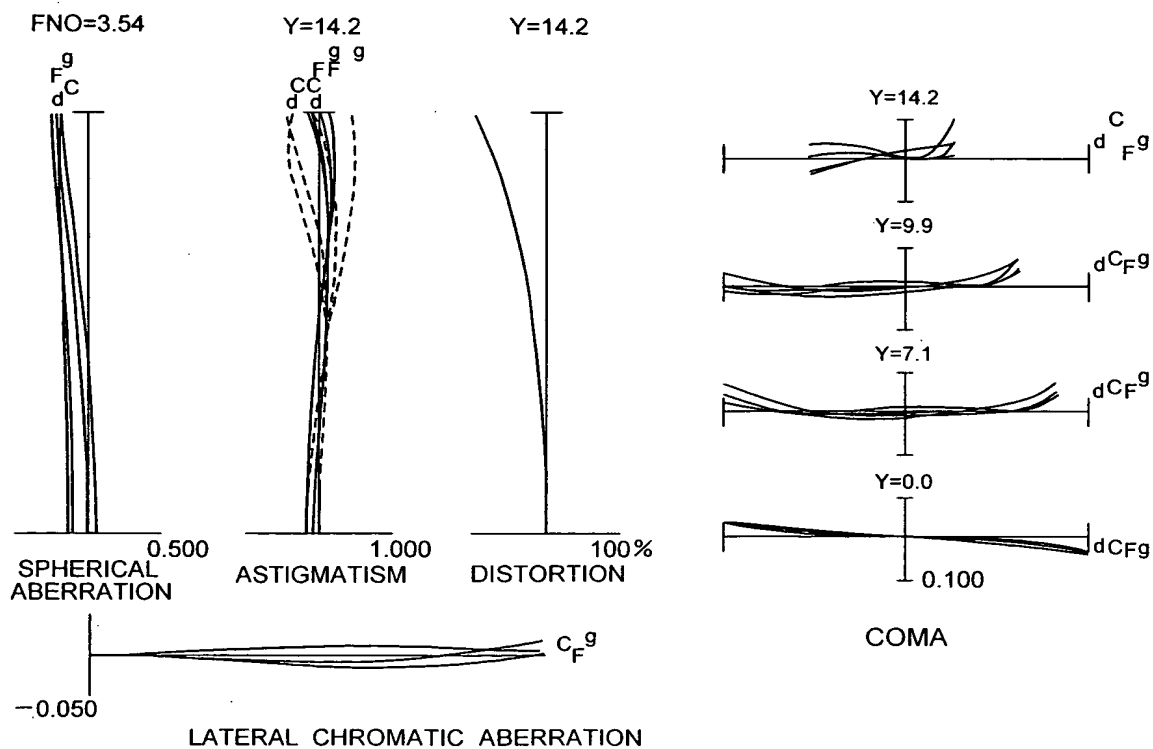 FNO=3.54
Y=14.2
Y=14.2
F g
d C
F F g g
d C C d
0.500
1.000
100%
SPHERICAL
ABERRATION
ASTIGMATISM
DISTORTION
C F g
−0.050
LATERAL CHROMATIC ABERRATION
Y=14.2
d C F g
Y=9.9
d C F g
Y=7.1
d C F g
Y=0.0
d C F g
0.100
COMA